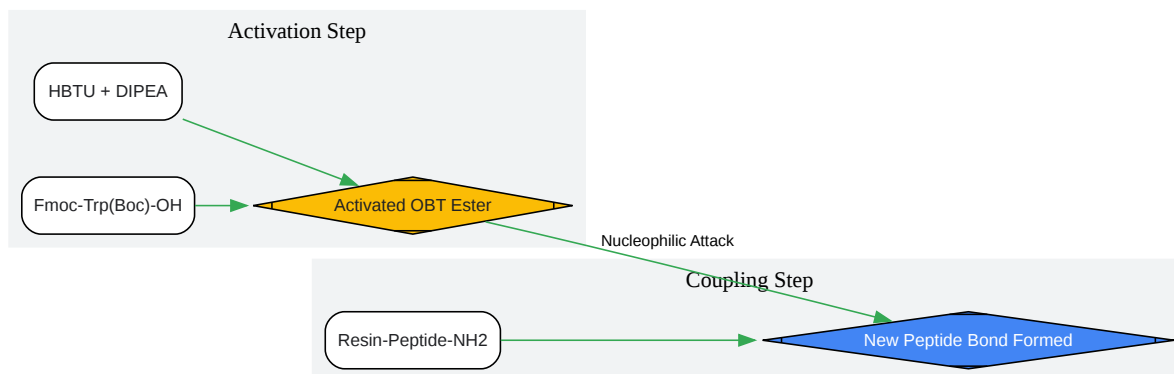 Activation Step
HBTU + DIPEA
Fmoc-Trp(Boc)-OH
Activated OBT Ester
Nucleophilic Attack
Coupling Step
Resin-Peptide-NH2
New Peptide Bond Formed